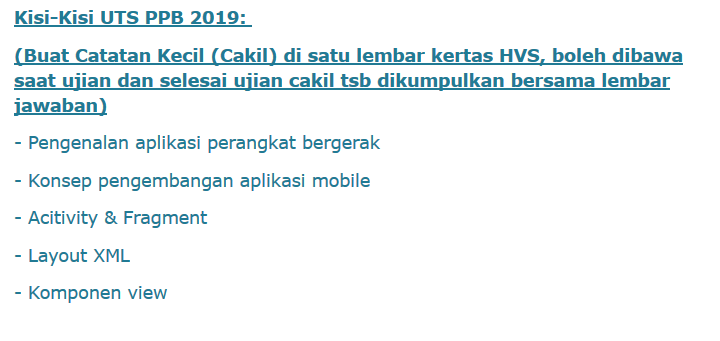 Kisi-Kisi UTS PPB 2019:
(Buat Catatan Kecil (Cakil) di satu lembar kertas HVS, boleh dibawa
saat ujian dan selesai ujian cakil tsb dikumpulkan bersama lembar
jawaban)
- Pengenalan aplikasi perangkat bergerak
- Konsep pengembangan aplikasi mobile
- Acitivity & Fragment
- Layout XML
- Komponen view